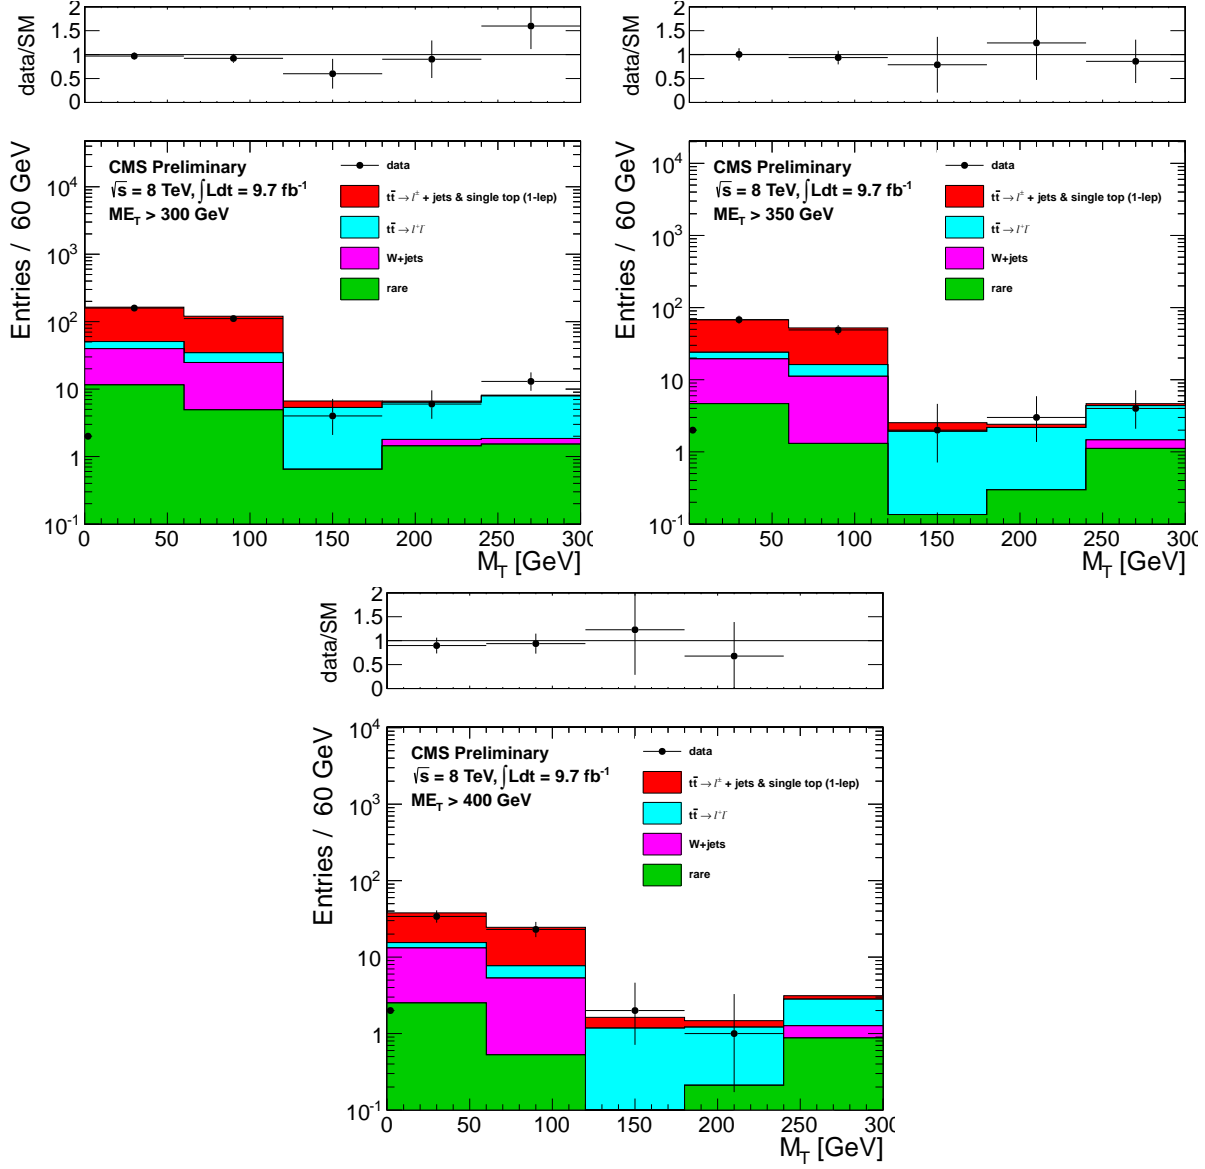 data/SM
2
1.5
1
0.5
0
Entries / 60 GeV
CMS Preliminary
√s = 8 TeV, ∫Ldt = 9.7 fb⁻¹
ME_T > 300 GeV
data
tt̄ → l± + jets & single top (1-lep)
tt̄ → l⁺l⁻
W+jets
rare
10⁴
10³
10²
10
1
10⁻¹
0 50 100 150 200 250 300
M_T [GeV]
data/SM
2
1.5
1
0.5
0
Entries / 60 GeV
CMS Preliminary
√s = 8 TeV, ∫Ldt = 9.7 fb⁻¹
ME_T > 350 GeV
data
tt̄ → l± + jets & single top (1-lep)
tt̄ → l⁺l⁻
W+jets
rare
10⁴
10³
10²
10
1
10⁻¹
0 50 100 150 200 250 300
M_T [GeV]
data/SM
2
1.5
1
0.5
0
Entries / 60 GeV
CMS Preliminary
√s = 8 TeV, ∫Ldt = 9.7 fb⁻¹
ME_T > 400 GeV
data
tt̄ → l± + jets & single top (1-lep)
tt̄ → l⁺l⁻
W+jets
rare
10⁴
10³
10²
10
1
10⁻¹
0 50 100 150 200 250 300
M_T [GeV]